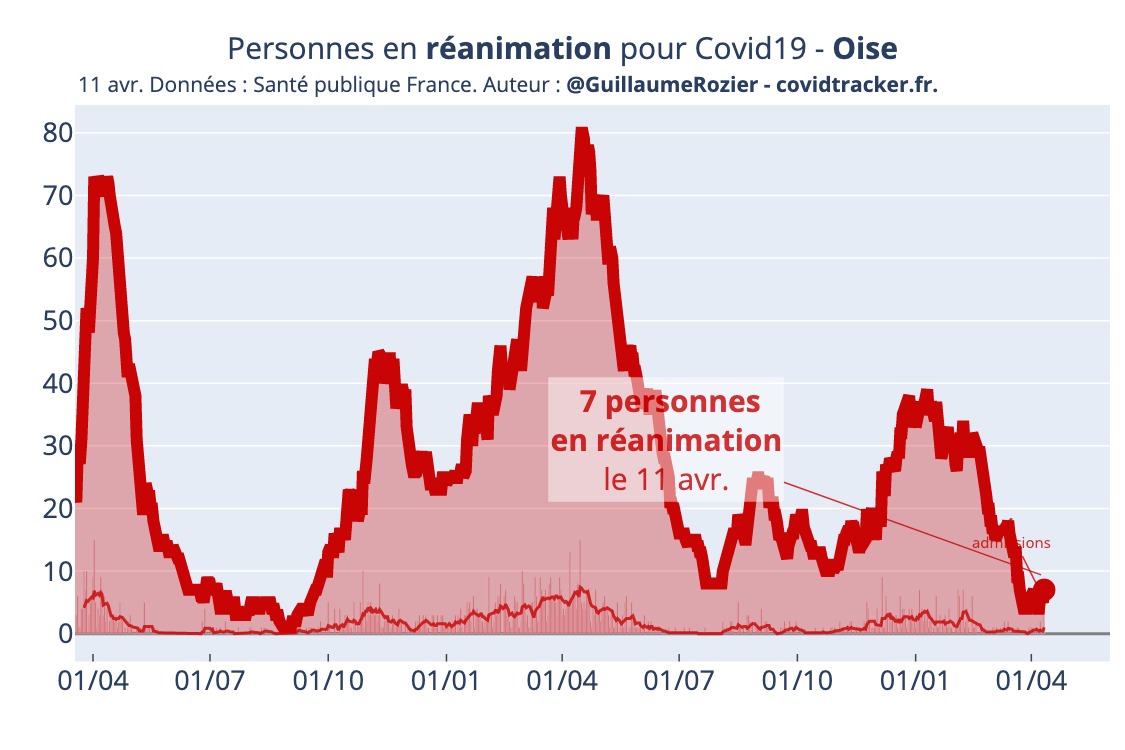 Personnes en réanimation pour Covid19 - Oise
11 avr. Données : Santé publique France. Auteur : @GuillaumeRozier - covidtracker.fr.
80
70
60
50
40
30
20
10
0
7 personnes
en réanimation
le 11 avr.
admissions
01/04 01/07 01/10 01/01 01/04 01/07 01/10 01/01 01/04